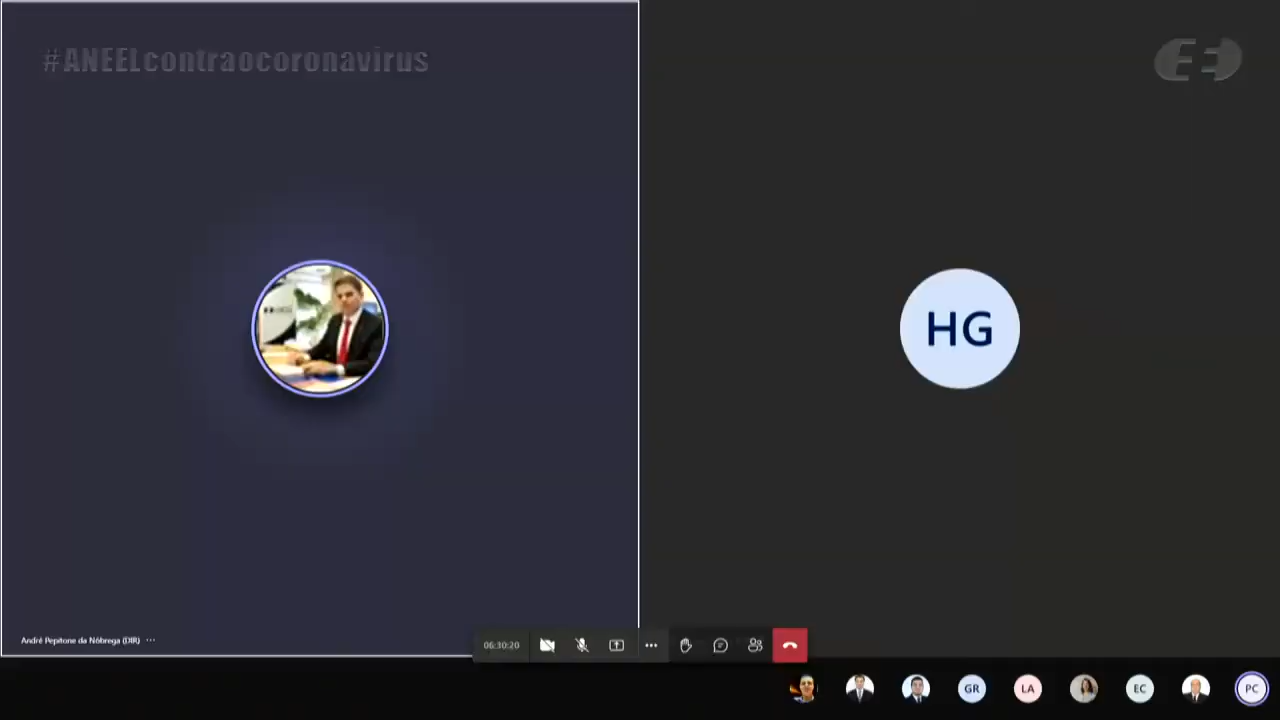 #ANEELcontraocoronavirus
HG
André Pepitone da Nóbrega (DIR) ···
06:30:20
GR
LA
EC
PC